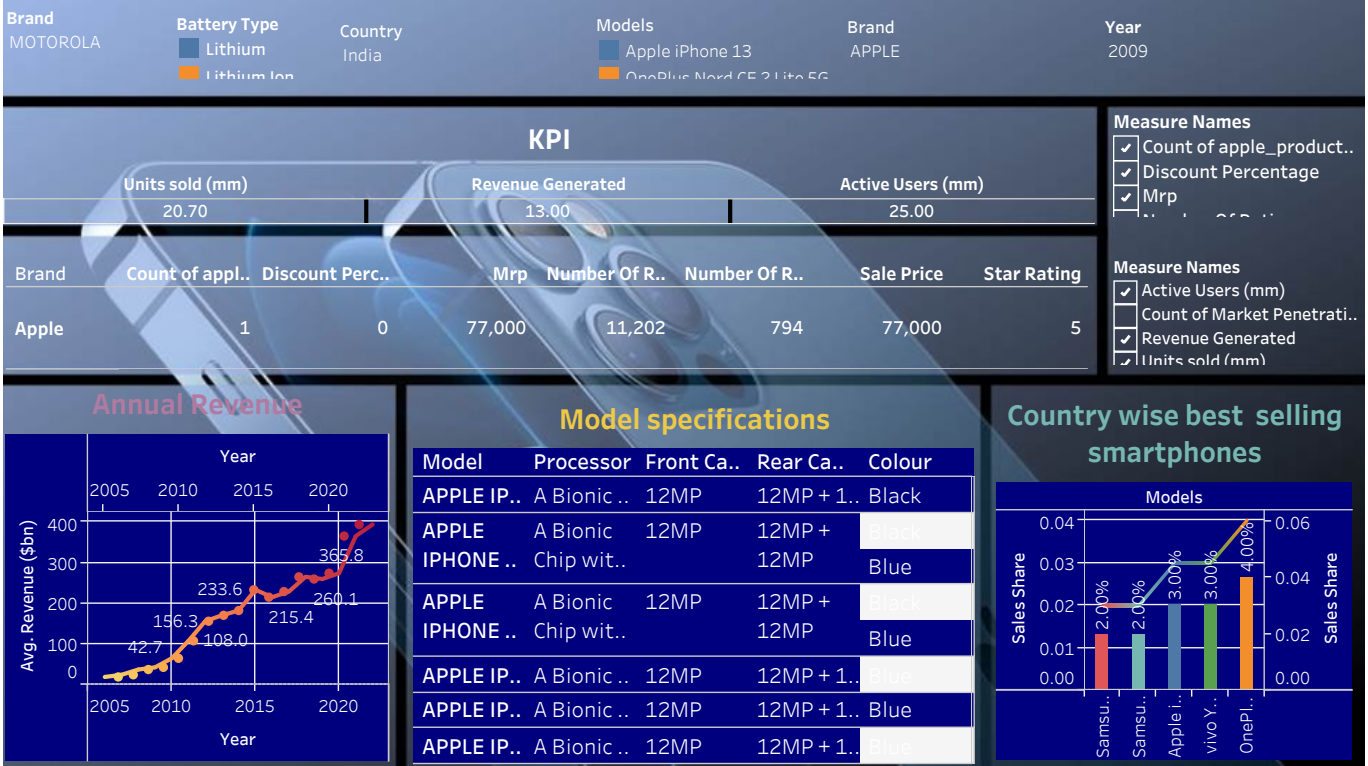 Brand
MOTOROLA
Battery Type
Lithium
Lithium Ion
Country
India
Models
Apple iPhone 13
OnePlus Nord CE 2 Lite 5G
Brand
APPLE
Year
2009
KPI
Units sold (mm) Revenue Generated Active Users (mm)
20.70 13.00 25.00
Measure Names
Count of apple_product..
Discount Percentage
Mrp
Brand Count of appl.. Discount Perc.. Mrp Number Of R.. Number Of R.. Sale Price Star Rating
Apple 1 0 77,000 11,202 794 77,000 5
Measure Names
Active Users (mm)
Count of Market Penetrati..
Revenue Generated
Units sold (mm)
Annual Revenue
Year
2005 2010 2015 2020
Avg. Revenue ($bn)
400
300
200
100
0
42.7
156.3
108.0
233.6
215.4
260.1
365.8
2005 2010 2015 2020
Year
Model specifications
Model Processor Front Ca.. Rear Ca.. Colour
APPLE IP.. A Bionic .. 12MP 12MP + 1.. Black
APPLE A Bionic 12MP 12MP + Black
IPHONE .. Chip wit.. 12MP Blue
APPLE A Bionic 12MP 12MP + Black
IPHONE .. Chip wit.. 12MP Blue
APPLE IP.. A Bionic .. 12MP 12MP + 1.. Blue
APPLE IP.. A Bionic .. 12MP 12MP + 1.. Blue
APPLE IP.. A Bionic .. 12MP 12MP + 1.. Blue
Country wise best selling
smartphones
Models
Sales Share
0.04
0.03
0.02
0.01
0.00
2.00%
2.00%
3.00%
3.00%
4.00%
0.06
0.04
0.02
0.00
Sales Share
Samsu..
Samsu..
Apple i..
vivo Y..
OnePl..